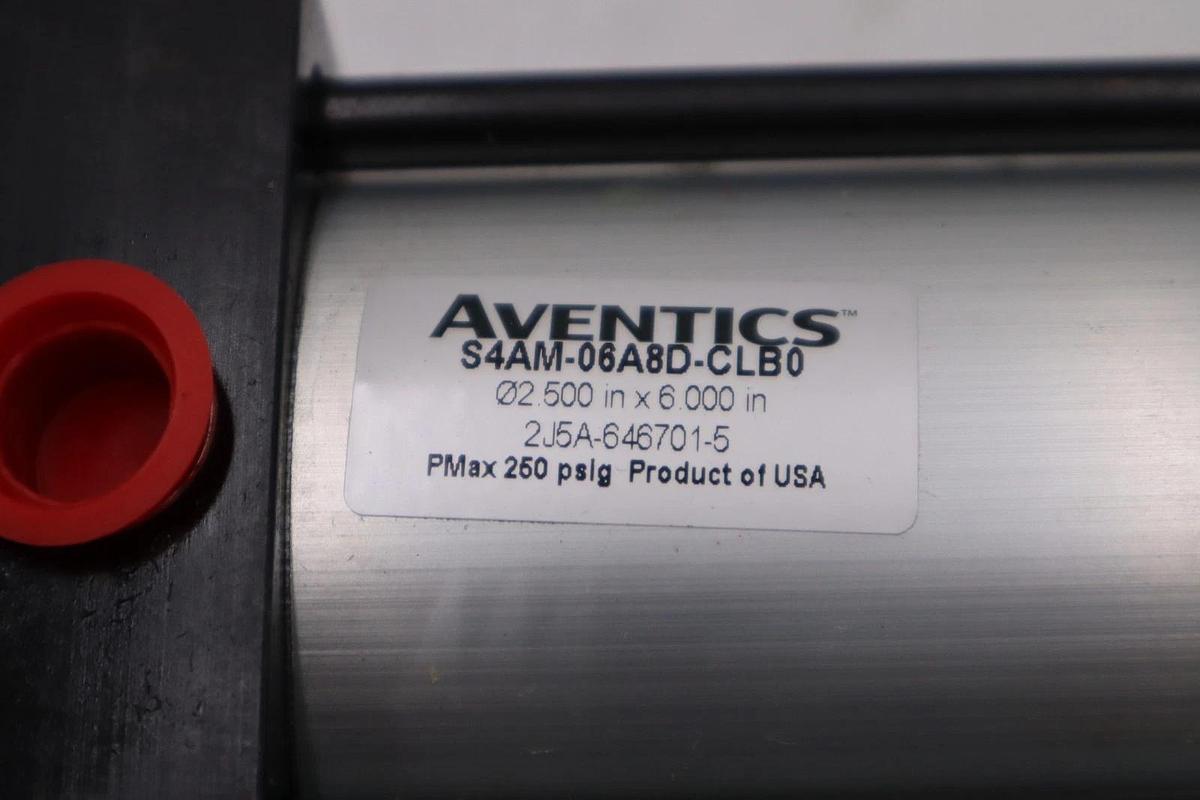 AVENTICS™
S4AM-06A8D-CLB0
Ø2.500 in x 6.000 in
2J5A-646701-5
PMax 250 psig Product of USA